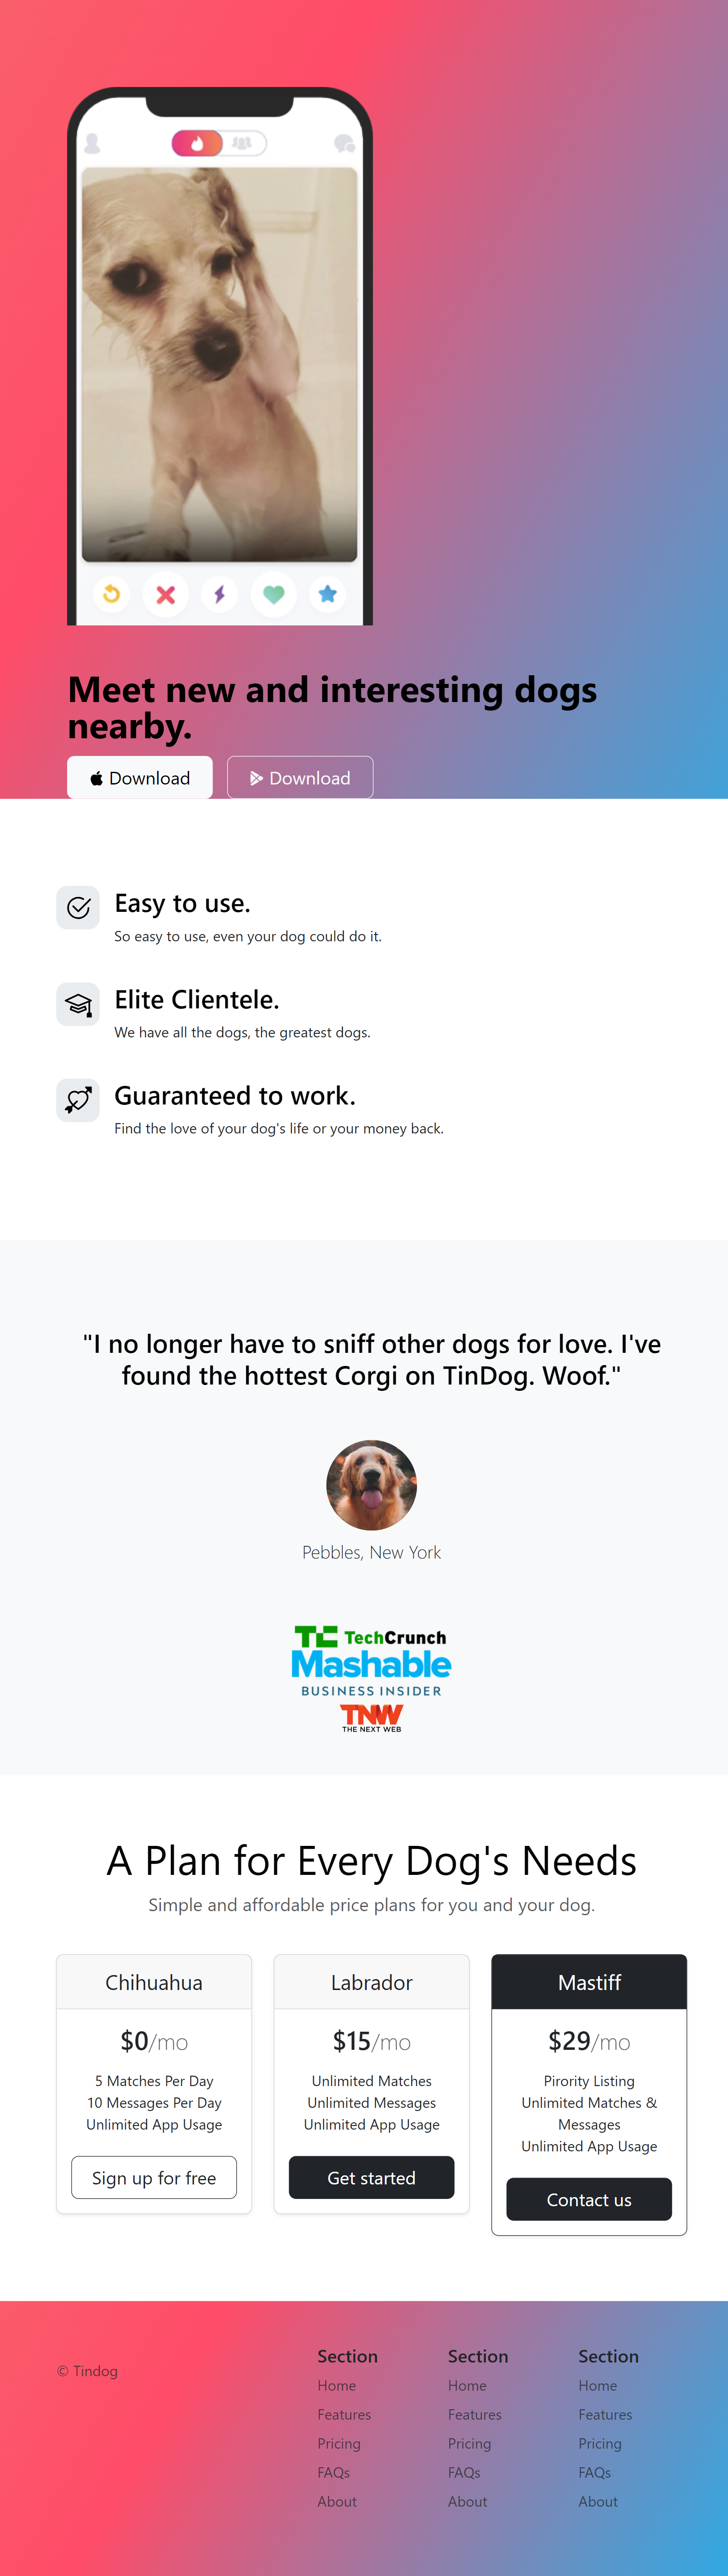 Meet new and interesting dogs
nearby.
Download
Download
Easy to use.
So easy to use, even your dog could do it.
Elite Clientele.
We have all the dogs, the greatest dogs.
Guaranteed to work.
Find the love of your dog's life or your money back.
"I no longer have to sniff other dogs for love. I've
found the hottest Corgi on TinDog. Woof."
Pebbles, New York
TC TechCrunch
Mashable
BUSINESS INSIDER
TNW
THE NEXT WEB
A Plan for Every Dog's Needs
Simple and affordable price plans for you and your dog.
Chihuahua
$0/mo
5 Matches Per Day
10 Messages Per Day
Unlimited App Usage
Sign up for free
Labrador
$15/mo
Unlimited Matches
Unlimited Messages
Unlimited App Usage
Get started
Mastiff
$29/mo
Pirority Listing
Unlimited Matches &
Messages
Unlimited App Usage
Contact us
© Tindog
Section
Home
Features
Pricing
FAQs
About
Section
Home
Features
Pricing
FAQs
About
Section
Home
Features
Pricing
FAQs
About